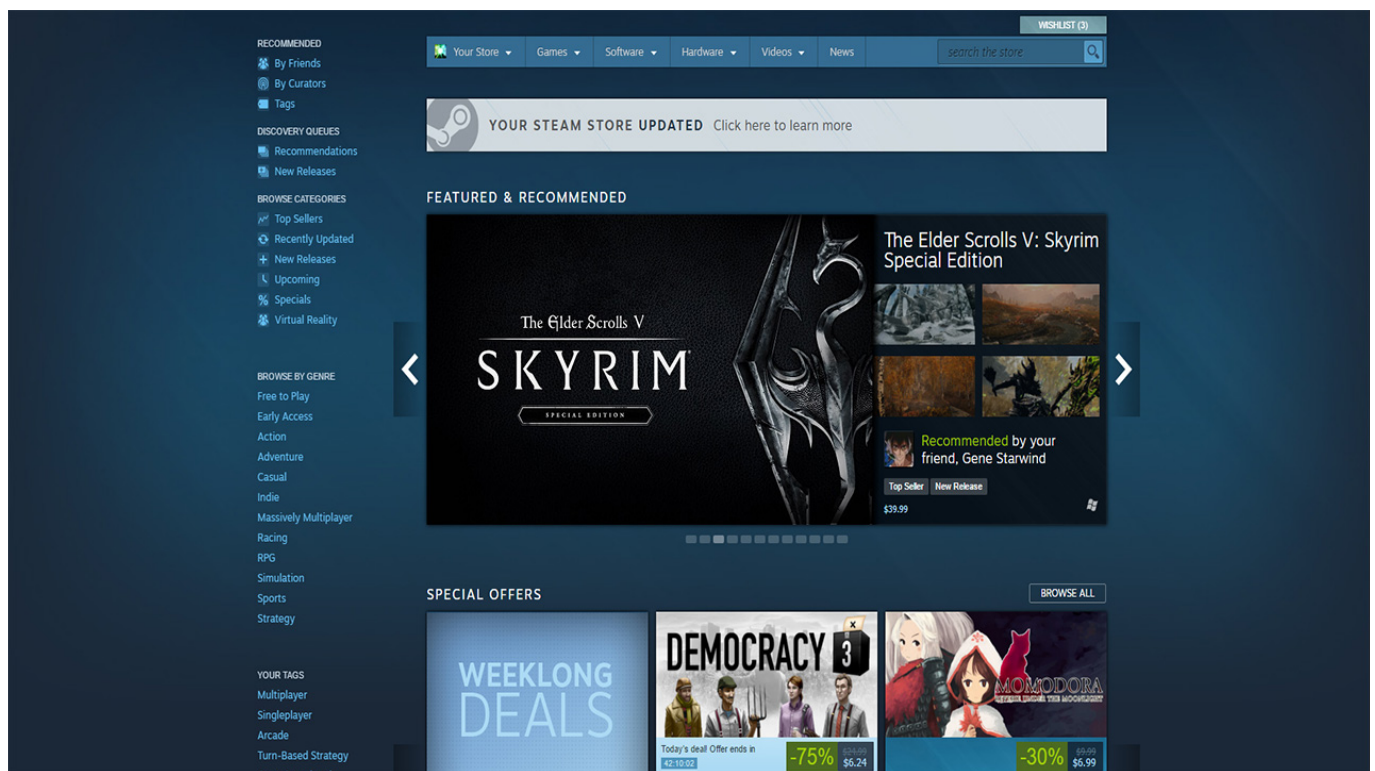 WISHLIST (3)
Your Store
Games
Software
Hardware
Videos
News
search the store
RECOMMENDED
By Friends
By Curators
Tags
DISCOVERY QUEUES
Recommendations
New Releases
BROWSE CATEGORIES
Top Sellers
Recently Updated
New Releases
Upcoming
Specials
Virtual Reality
BROWSE BY GENRE
Free to Play
Early Access
Action
Adventure
Casual
Indie
Massively Multiplayer
Racing
RPG
Simulation
Sports
Strategy
YOUR TAGS
Multiplayer
Singleplayer
Arcade
Turn-Based Strategy
YOUR STEAM STORE UPDATED Click here to learn more
FEATURED & RECOMMENDED
The Elder Scrolls V
SKYRIM
SPECIAL EDITION
The Elder Scrolls V: Skyrim
Special Edition
Recommended by your
friend, Gene Starwind
Top Seller
New Release
$39.99
SPECIAL OFFERS
BROWSE ALL
WEEKLONG
DEALS
DEMOCRACY 3
Today's deal! Offer ends in
42:10:02
-75%
$24.99
$6.24
MOMODORA
REVERIE UNDER THE MOONLIGHT
-30%
$9.99
$6.99